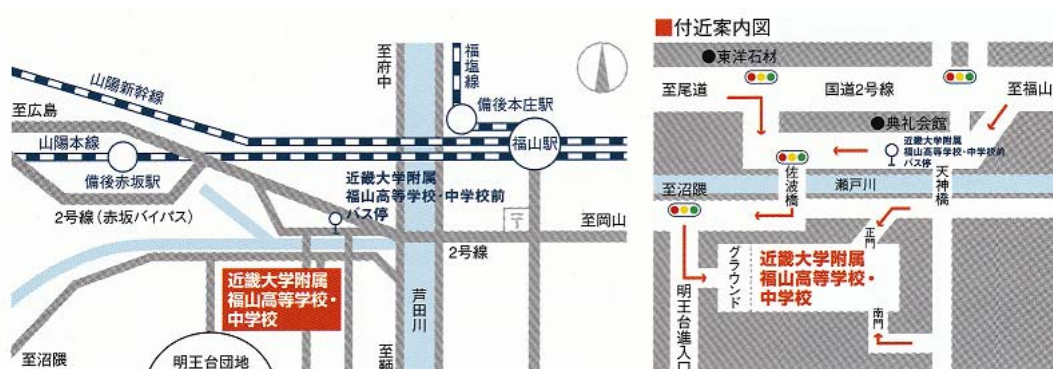 至府中
福塩線
山陽新幹線
至広島
備後本庄駅
山陽本線
福山駅
備後赤坂駅
近畿大学附属
福山高等学校・中学校前
バス停
2号線(赤坂バイパス)
〒
至岡山
2号線
近畿大学附属
福山高等学校・
中学校
芦田川
至沼隈
明王台団地
■付近案内図
●東洋石材
至尾道
国道2号線
至福山
●典礼会館
近畿大学附属
福山高等学校・中学校前
バス停
佐波橋
天神橋
至沼隈
瀬戸川
正門
グラウンド
近畿大学附属
福山高等学校・
中学校
明王台進入口
南門